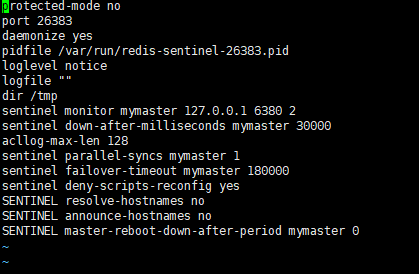 protected-mode no
port 26383
daemonize yes
pidfile /var/run/redis-sentinel-26383.pid
loglevel notice
logfile ""
dir /tmp
sentinel monitor mymaster 127.0.0.1 6380 2
sentinel down-after-milliseconds mymaster 30000
acllog-max-len 128
sentinel parallel-syncs mymaster 1
sentinel failover-timeout mymaster 180000
sentinel deny-scripts-reconfig yes
SENTINEL resolve-hostnames no
SENTINEL announce-hostnames no
SENTINEL master-reboot-down-after-period mymaster 0
~
~